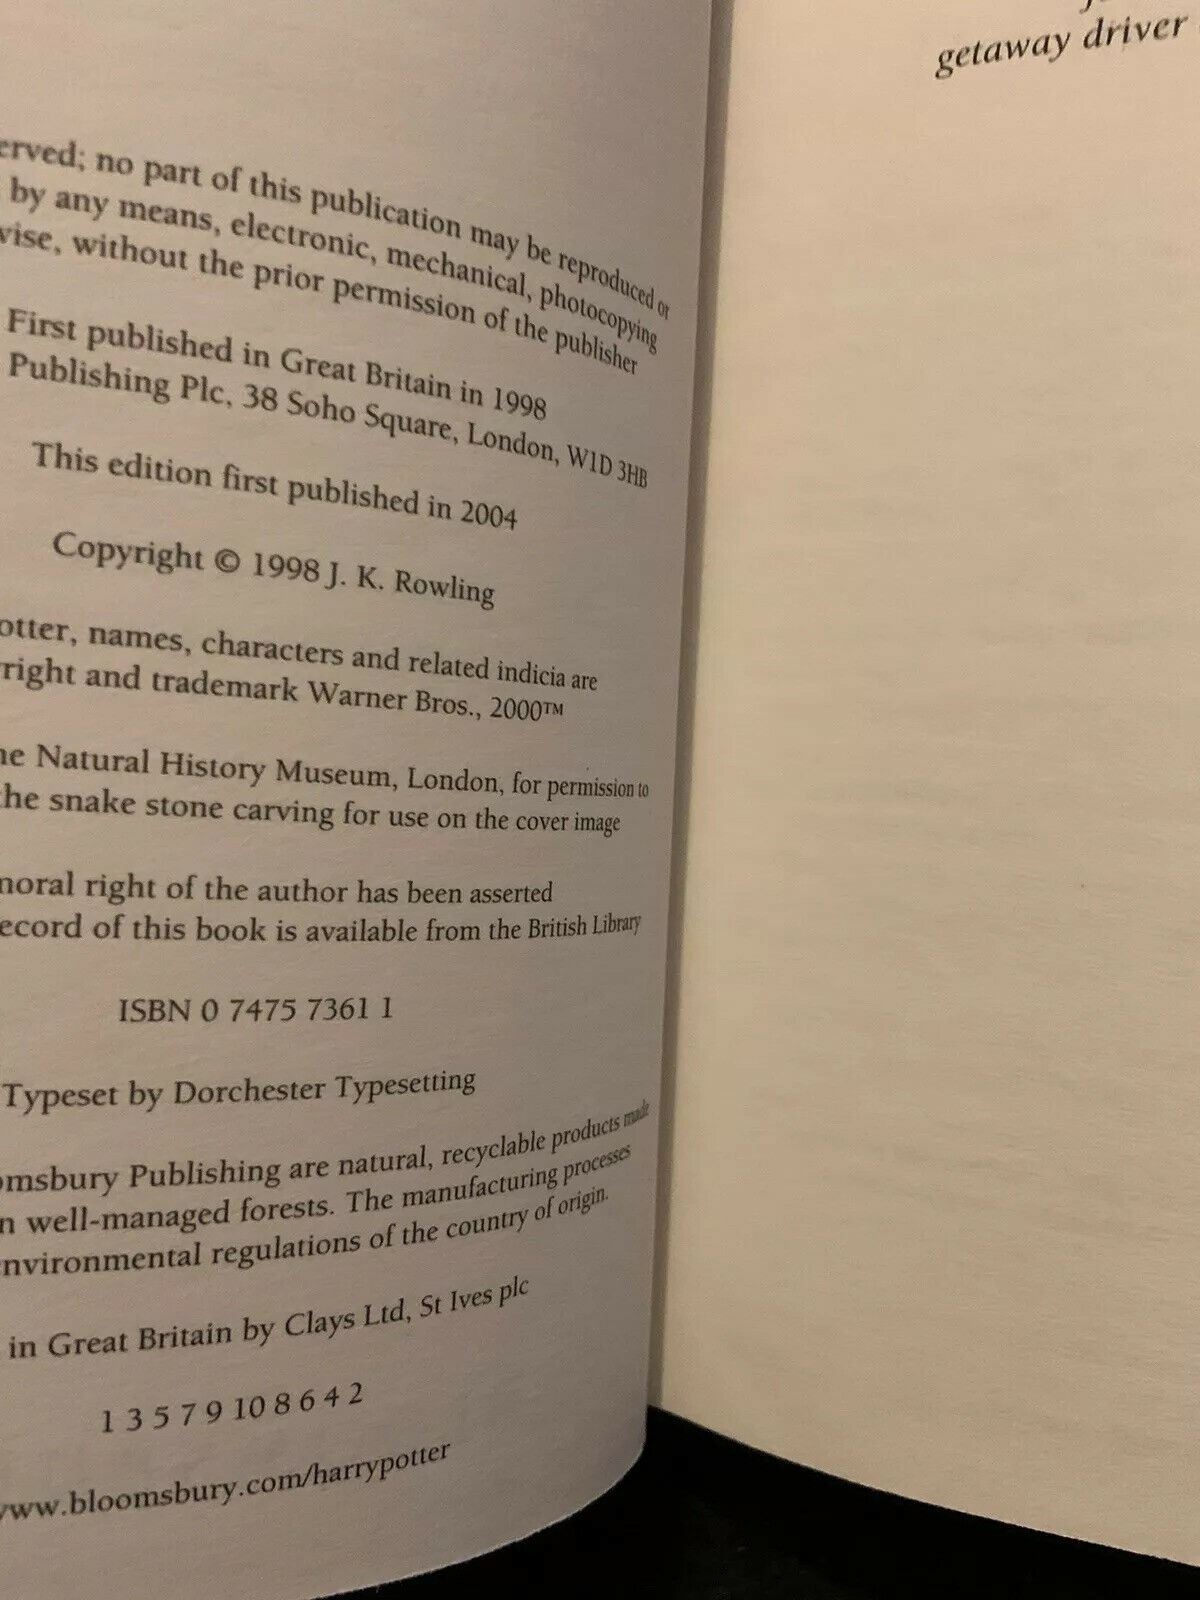 erved; no part of this publication may be reproduced or
by any means, electronic, mechanical, photocopying
wise, without the prior permission of the publisher
First published in Great Britain in 1998
Publishing Plc, 38 Soho Square, London, W1D 3HB
This edition first published in 2004
Copyright © 1998 J. K. Rowling
otter, names, characters and related indicia are
right and trademark Warner Bros., 2000™
he Natural History Museum, London, for permission to
the snake stone carving for use on the cover image
moral right of the author has been asserted
ecord of this book is available from the British Library
ISBN 0 7475 7361 1
Typeset by Dorchester Typesetting
omsbury Publishing are natural, recyclable products made
n well-managed forests. The manufacturing processes
nvironmental regulations of the country of origin.
in Great Britain by Clays Ltd, St Ives plc
1 3 5 7 9 10 8 6 4 2
www.bloomsbury.com/harrypotter
getaway driver